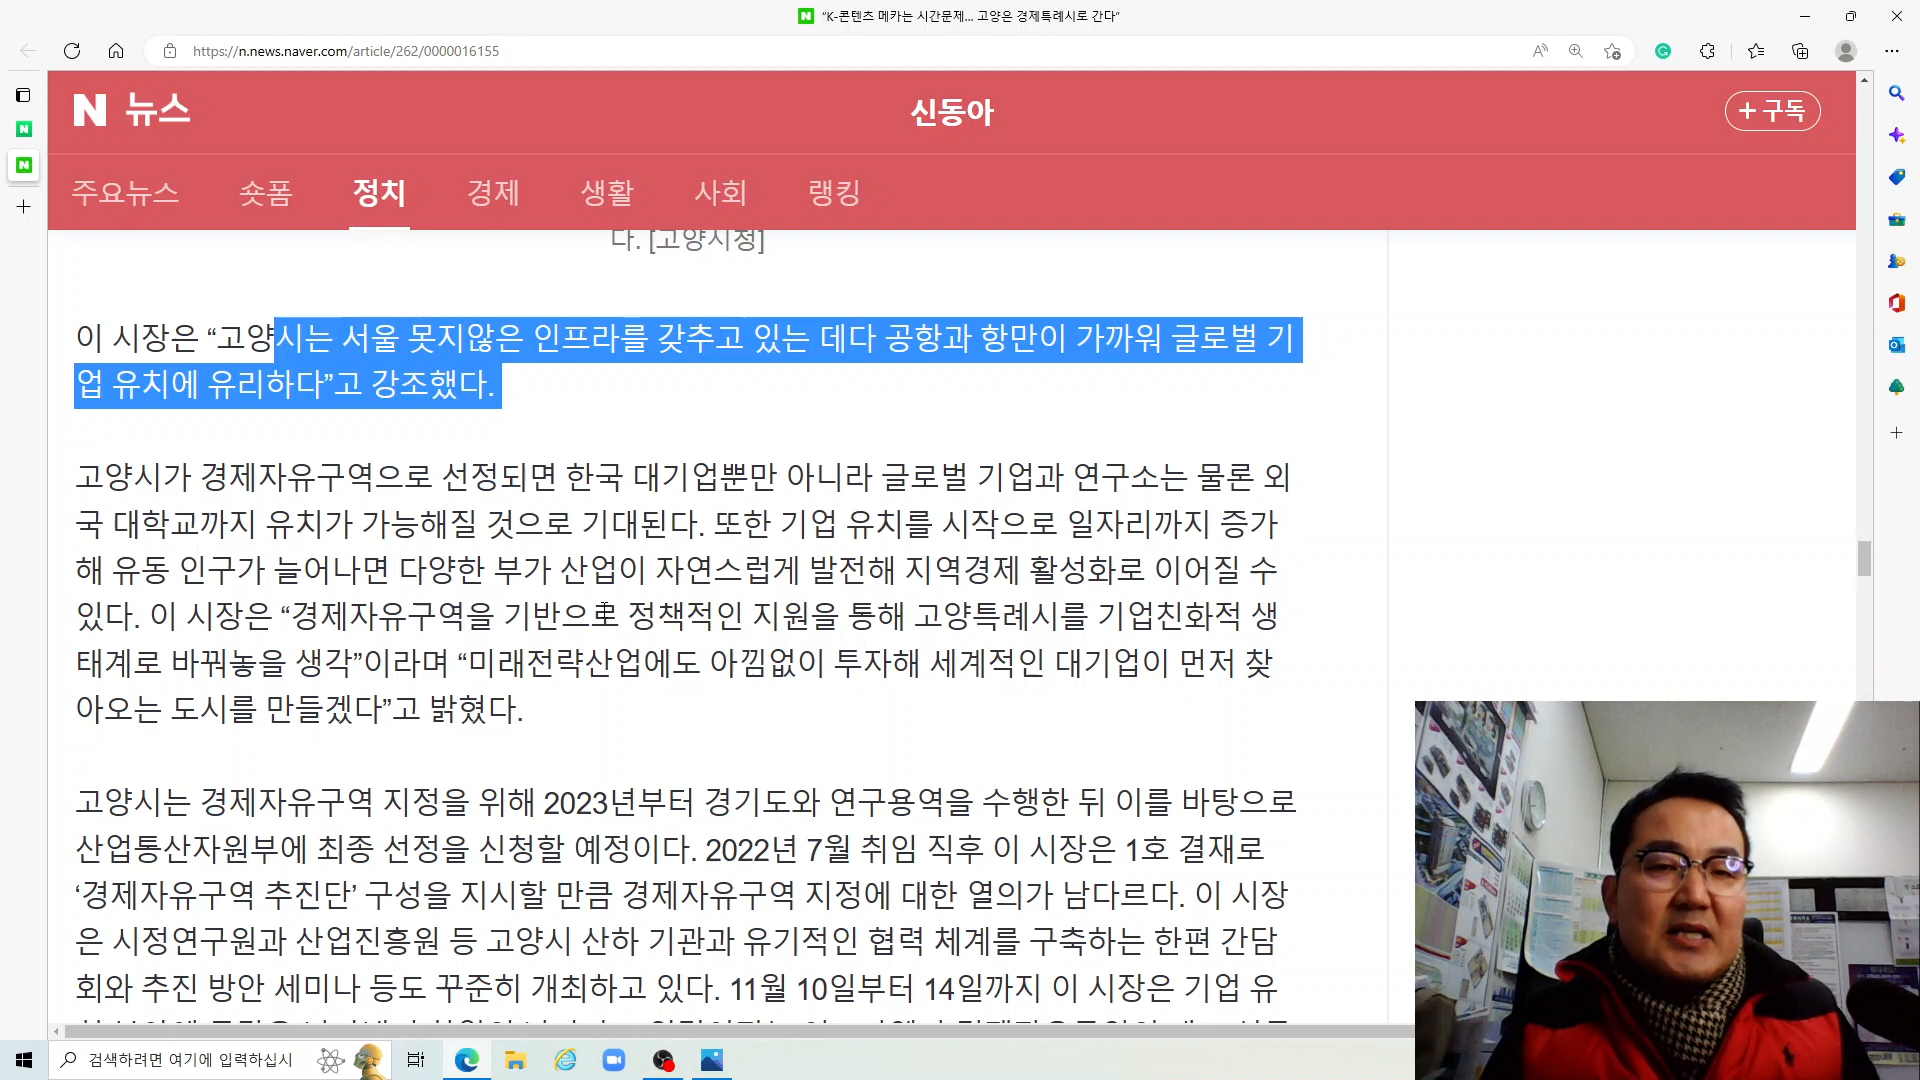 "K-콘텐츠 메카는 시간문제... 고양은 경제특례시로 간다"
https://n.news.naver.com/article/262/0000016155
N 뉴스
신동아
+ 구독
주요뉴스 숏폼 정치 경제 생활 사회 랭킹
다. [고양시청]
이 시장은 “고양시는 서울 못지않은 인프라를 갖추고 있는 데다 공항과 항만이 가까워 글로벌 기
업 유치에 유리하다”고 강조했다.
고양시가 경제자유구역으로 선정되면 한국 대기업뿐만 아니라 글로벌 기업과 연구소는 물론 외
국 대학교까지 유치가 가능해질 것으로 기대된다. 또한 기업 유치를 시작으로 일자리까지 증가
해 유동 인구가 늘어나면 다양한 부가 산업이 자연스럽게 발전해 지역경제 활성화로 이어질 수
있다. 이 시장은 “경제자유구역을 기반으로 정책적인 지원을 통해 고양특례시를 기업친화적 생
태계로 바꿔놓을 생각”이라며 “미래전략산업에도 아낌없이 투자해 세계적인 대기업이 먼저 찾
아오는 도시를 만들겠다”고 밝혔다.
고양시는 경제자유구역 지정을 위해 2023년부터 경기도와 연구용역을 수행한 뒤 이를 바탕으로
산업통산자원부에 최종 선정을 신청할 예정이다. 2022년 7월 취임 직후 이 시장은 1호 결재로
‘경제자유구역 추진단’ 구성을 지시할 만큼 경제자유구역 지정에 대한 열의가 남다르다. 이 시장
은 시정연구원과 산업진흥원 등 고양시 산하 기관과 유기적인 협력 체계를 구축하는 한편 간담
회와 추진 방안 세미나 등도 꾸준히 개최하고 있다. 11월 10일부터 14일까지 이 시장은 기업 유
검색하려면 여기에 입력하십시